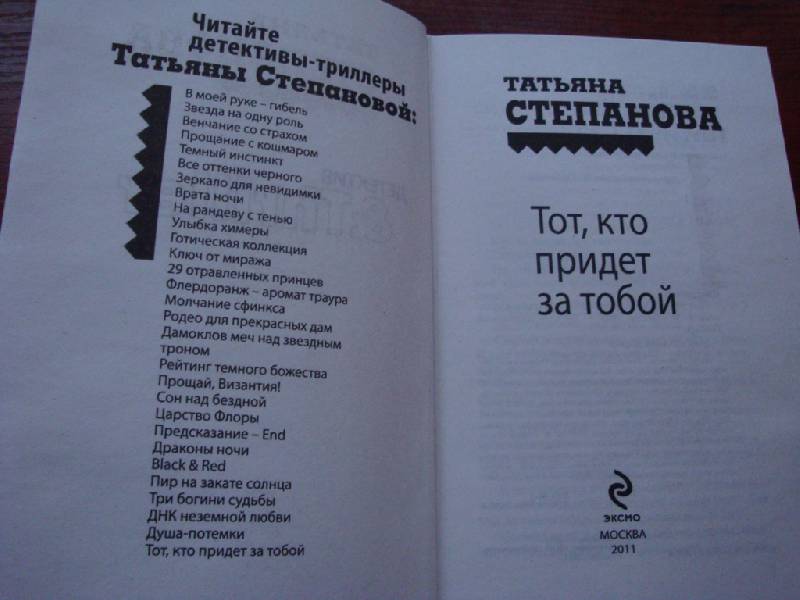 Читайте
детективы-триллеры
Татьяны Степановой:
В моей руке – гибель
Звезда на одну роль
Венчание со страхом
Прощание с кошмаром
Темный инстинкт
Все оттенки черного
Зеркало для невидимки
Врата ночи
На рандеву с тенью
Улыбка химеры
Готическая коллекция
Ключ от миража
29 отравленных принцев
Флердоранж – аромат траура
Молчание сфинкса
Родео для прекрасных дам
Дамоклов меч над звездным
троном
Рейтинг темного божества
Прощай, Византия!
Сон над бездной
Царство Флоры
Предсказание – End
Драконы ночи
Black & Red
Пир на закате солнца
Три богини судьбы
ДНК неземной любви
Душа-потемки
Тот, кто придет за тобой
ТАТЬЯНА
СТЕПАНОВА
Тот, кто
придет
за тобой
ЭКСМО
МОСКВА
2011